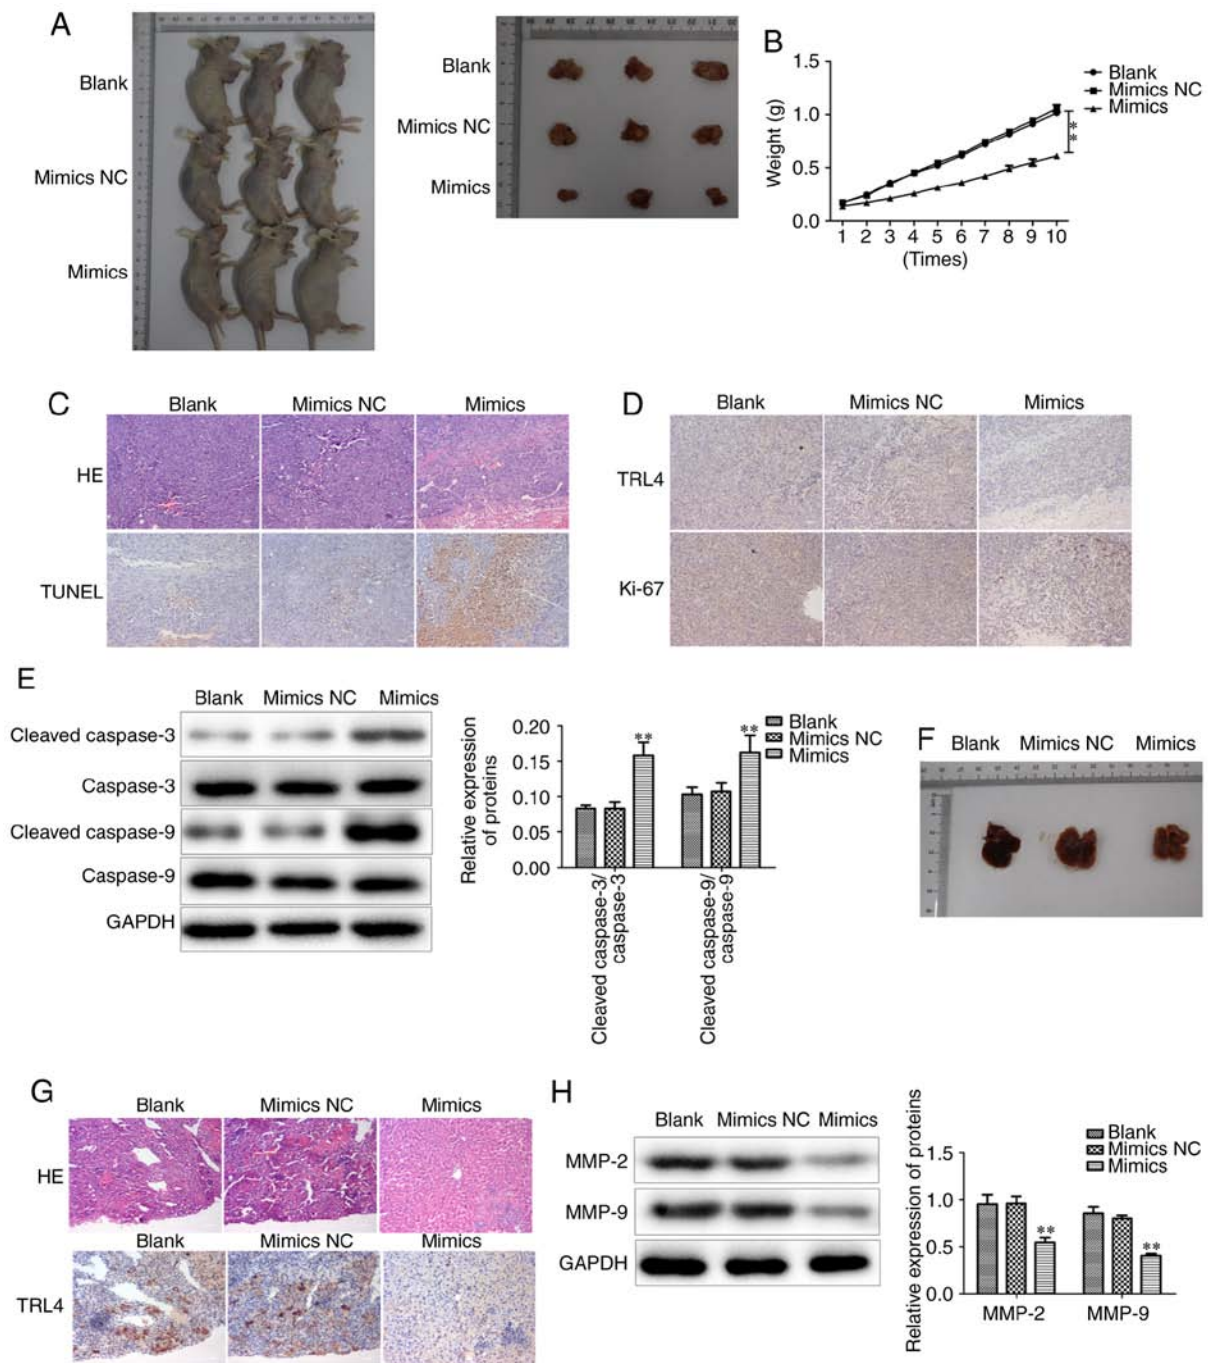 A
Blank
Mimics NC
Mimics
Blank
Mimics NC
Mimics
B
Weight (g)
1.5
1.0
0.5
0.0
1 2 3 4 5 6 7 8 9 10
(Times)
Blank
Mimics NC
Mimics
**
C
Blank Mimics NC Mimics
HE
TUNEL
D
Blank Mimics NC Mimics
TRL4
Ki-67
E
Blank Mimics NC Mimics
Cleaved caspase-3
Caspase-3
Cleaved caspase-9
Caspase-9
GAPDH
Relative expression
of proteins
0.20
0.15
0.10
0.05
0.00
** **
Blank
Mimics NC
Mimics
Cleaved caspase-3/
caspase-3
Cleaved caspase-9/
caspase-9
F
Blank Mimics NC Mimics
G
Blank Mimics NC Mimics
HE
Blank Mimics NC Mimics
TRL4
H
Blank Mimics NC Mimics
MMP-2
MMP-9
GAPDH
Relative expression of proteins
1.5
1.0
0.5
0.0
Blank
Mimics NC
Mimics
** **
MMP-2 MMP-9